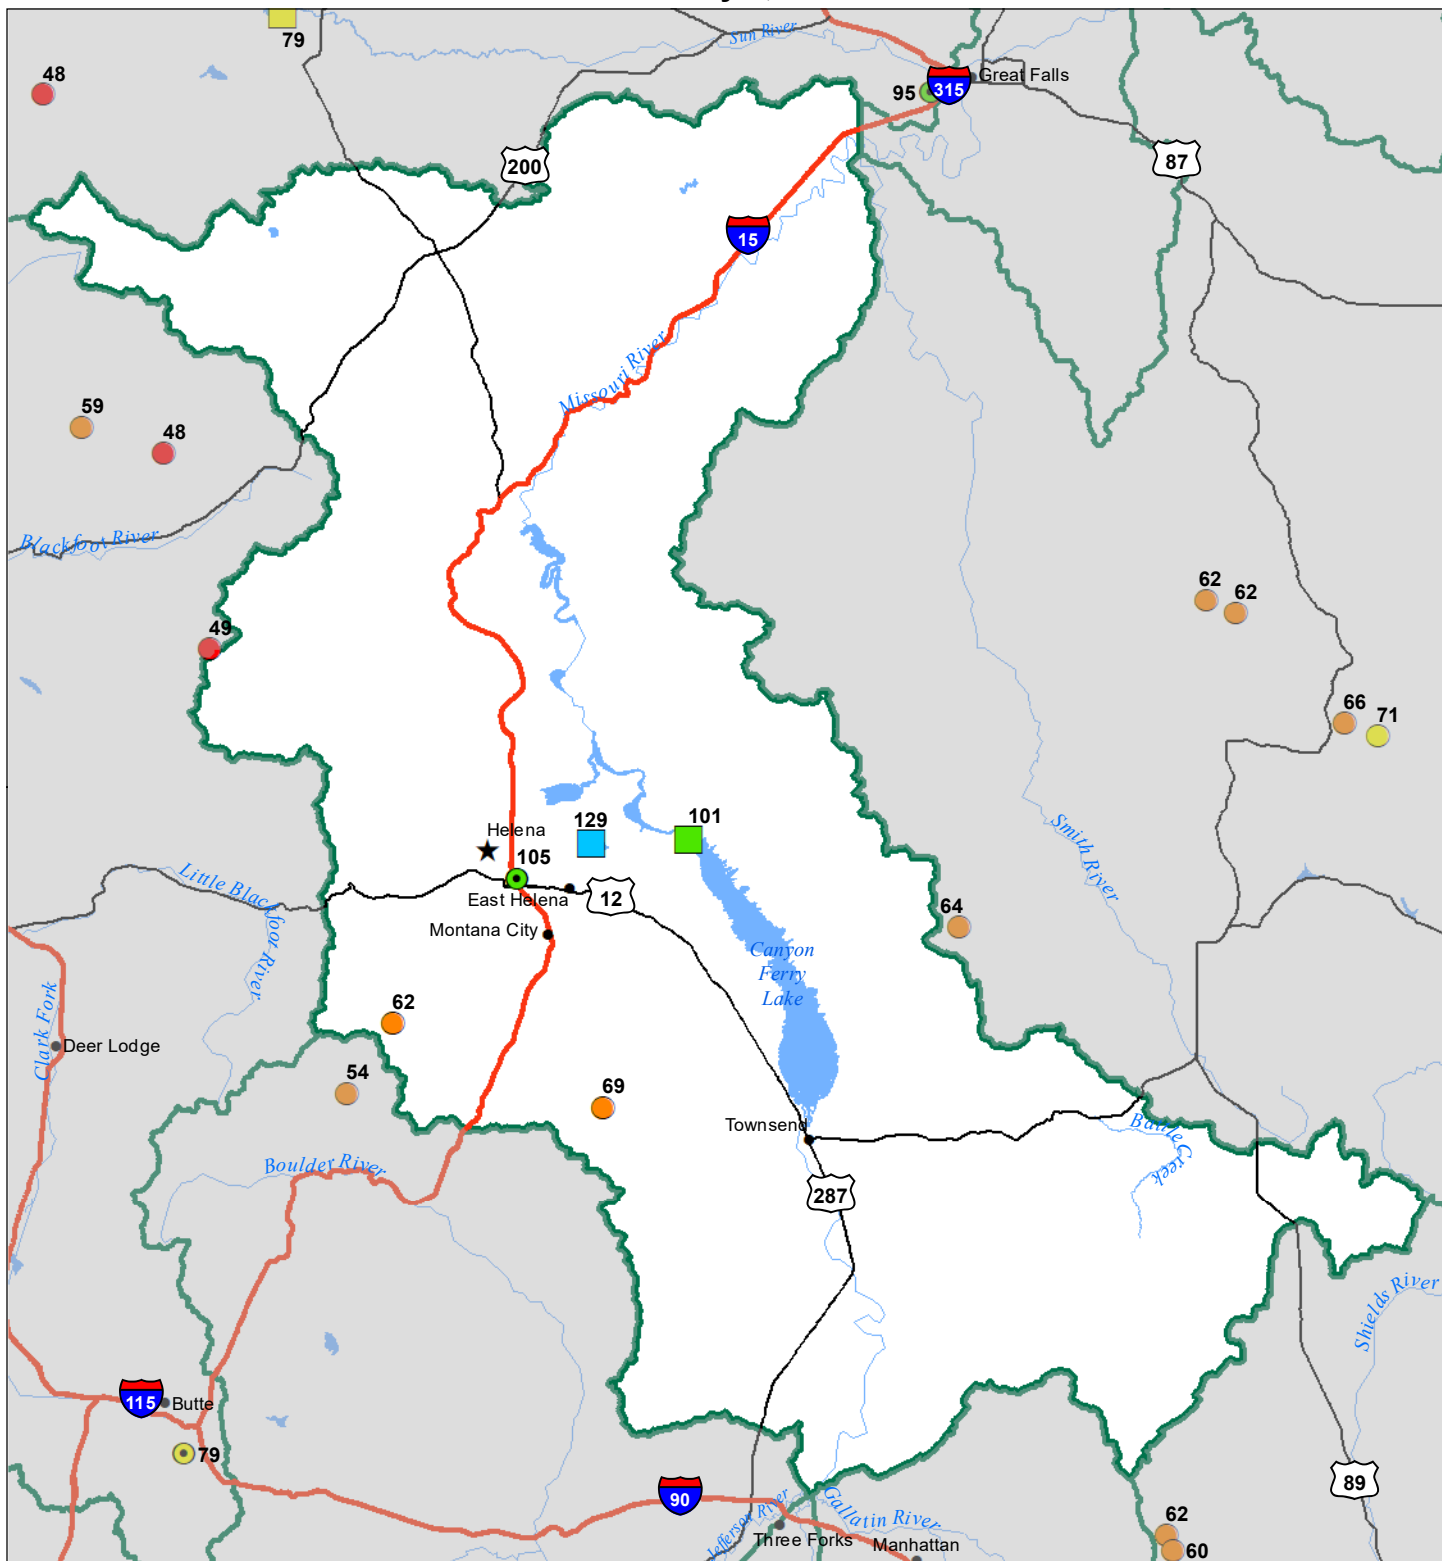 79
Sun River
48
95
315
Great Falls
200
87
15
Missouri River
59
48
Blackfoot River
62
62
49
66
71
Smith River
Helena
129
101
105
Little Blackfoot River
East Helena
12
64
Montana City
Canyon
Ferry
Lake
62
Clark Fork
Deer Lodge
54
69
Townsend
Battle Creek
Boulder River
287
Shields River
115
Butte
79
89
90
Jefferson River
Gallatin River
62
Three Forks
Manhattan
60